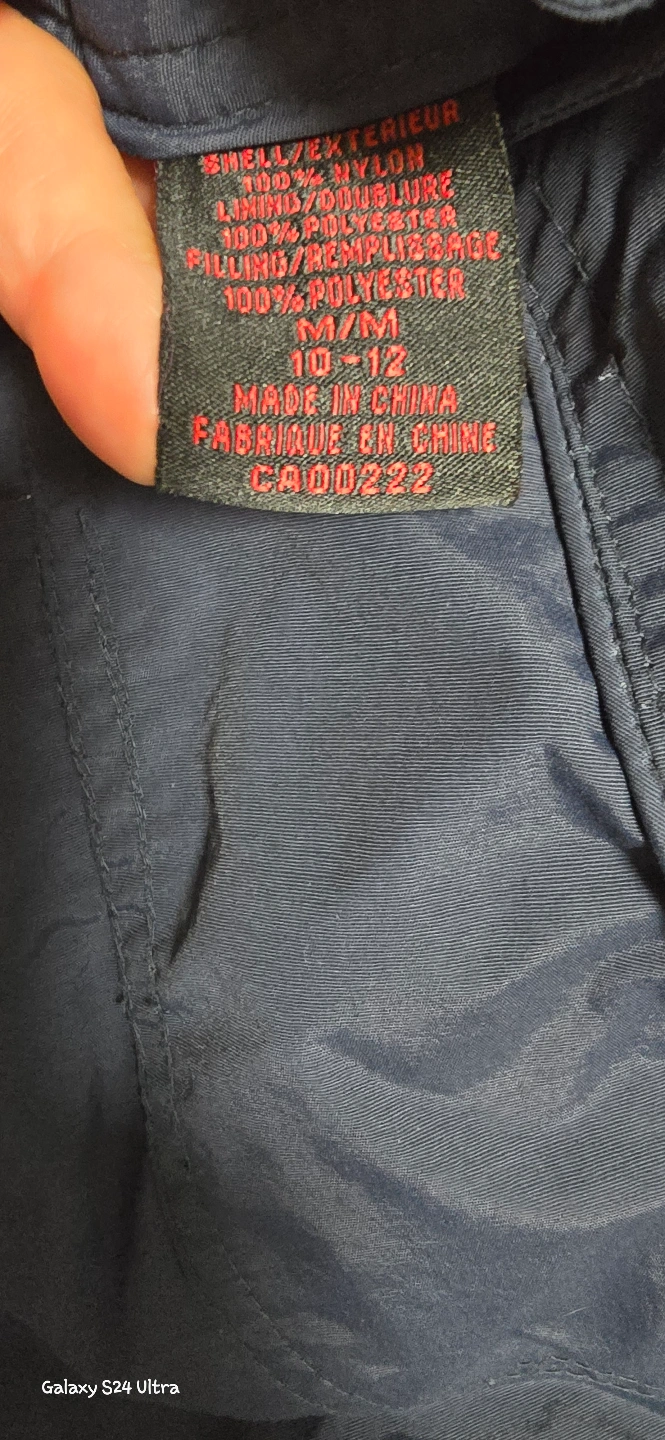 SHELL/EXTERIEUR
100% NYLON
LINING/DOUBLURE
100% POLYESTER
FILLING/REMPLISSAGE
100% POLYESTER
M/M
10-12
MADE IN CHINA
FABRIQUE EN CHINE
CA00222
Galaxy S24 Ultra